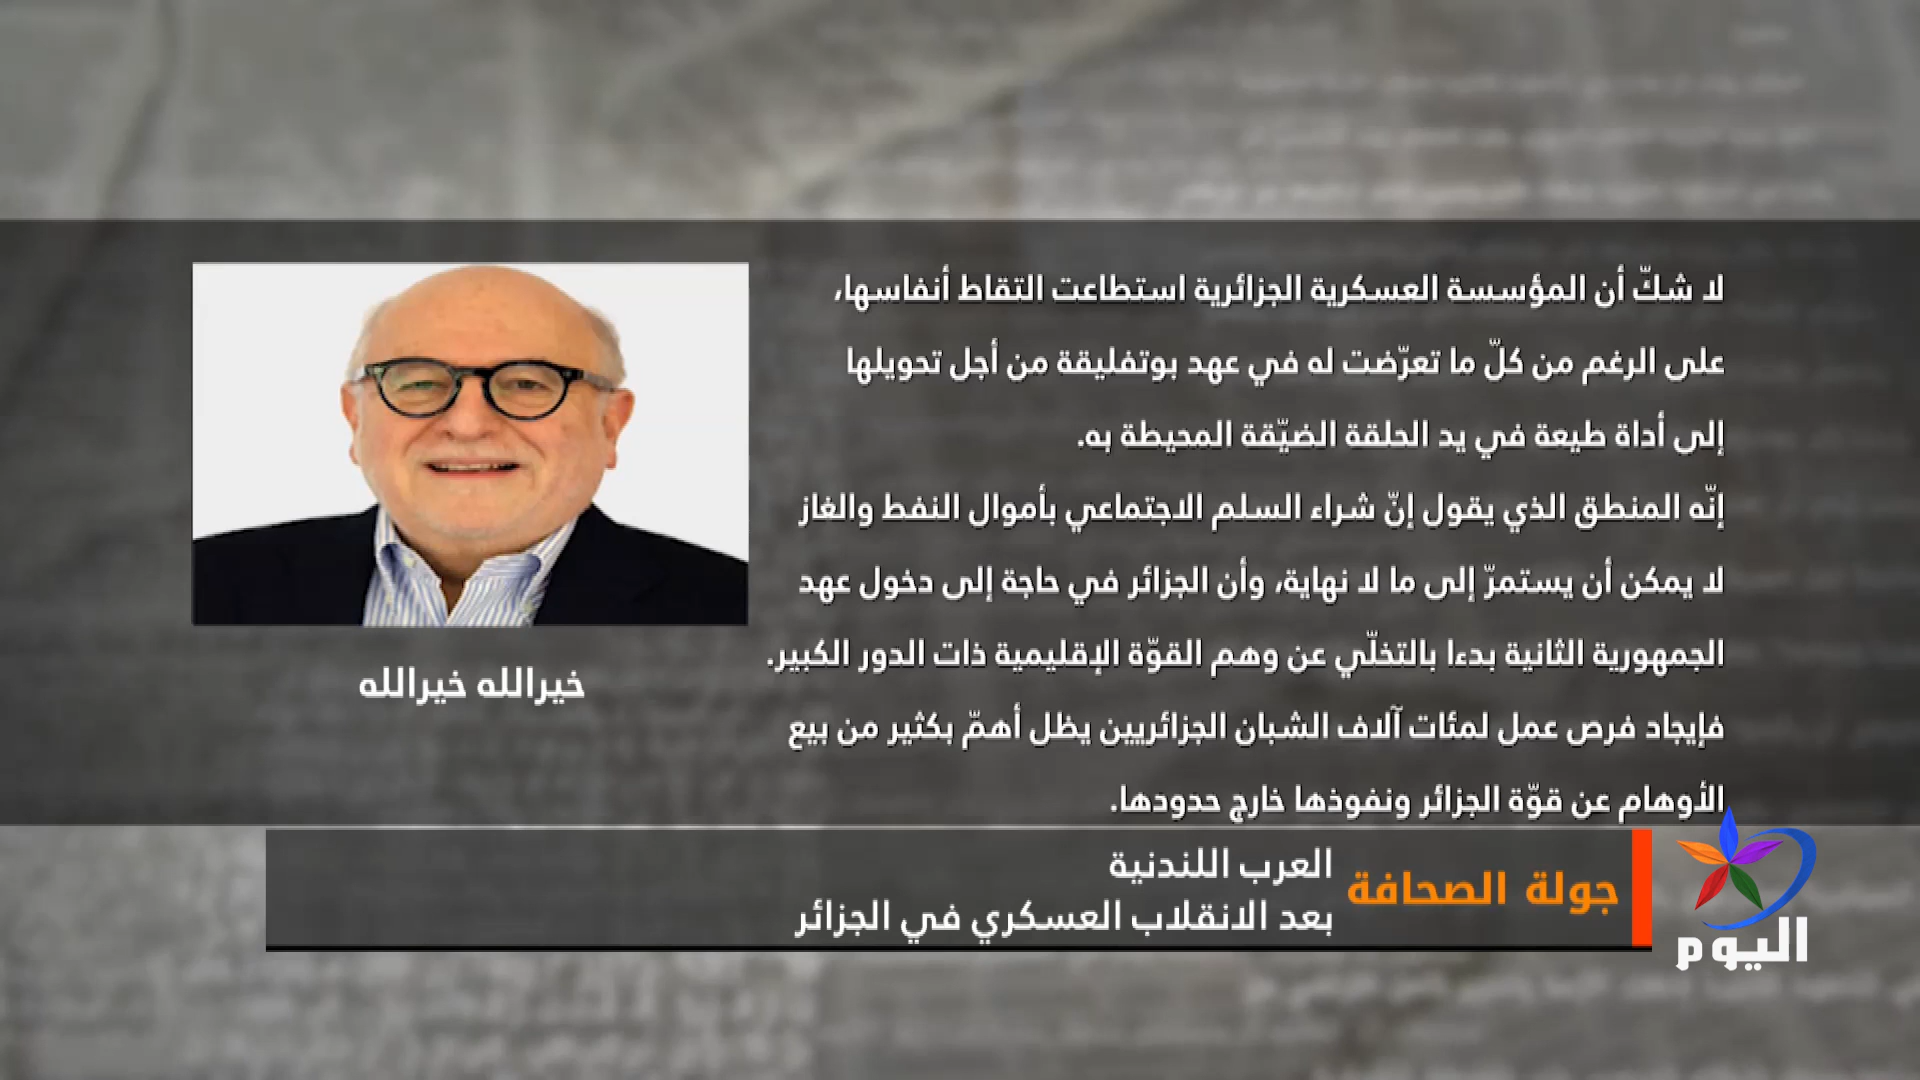 لا شكّ أن المؤسسة العسكرية الجزائرية استطاعت التقاط أنفاسها،
على الرغم من كلّ ما تعرّضت له في عهد بوتفليقة من أجل تحويلها
إلى أداة طيعة في يد الحلقة الضيّقة المحيطة به.
إنّه المنطق الذي يقول إنّ شراء السلم الاجتماعي بأموال النفط والغاز
لا يمكن أن يستمرّ إلى ما لا نهاية، وأن الجزائر في حاجة إلى دخول عهد
الجمهورية الثانية بدءا بالتخلّي عن وهم القوّة الإقليمية ذات الدور الكبير.
فإيجاد فرص عمل لمئات آلاف الشبان الجزائريين يظل أهمّ بكثير من بيع
الأوهام عن قوّة الجزائر ونفوذها خارج حدودها.
خيرالله خيرالله
جولة الصحافة
العرب اللندنية
بعد الانقلاب العسكري في الجزائر
اليوم